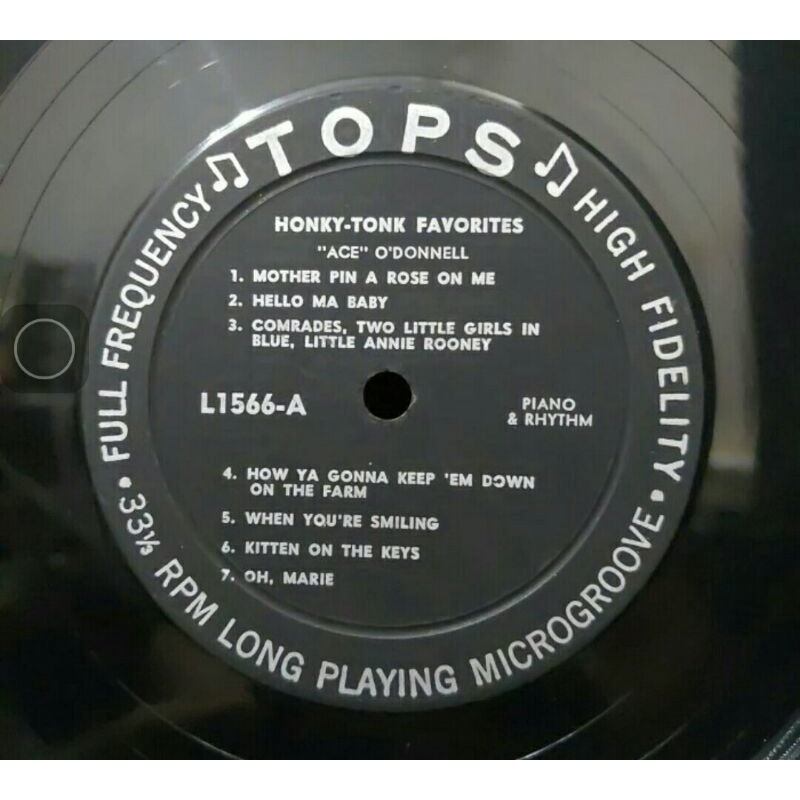 TOPS
FULL FREQUENCY
HIGH FIDELITY
HONKY-TONK FAVORITES
"ACE" O'DONNELL
1. MOTHER PIN A ROSE ON ME
2. HELLO MA BABY
3. COMRADES, TWO LITTLE GIRLS IN
BLUE, LITTLE ANNIE ROONEY
L1566-A
PIANO
& RHYTHM
4. HOW YA GONNA KEEP 'EM DOWN
ON THE FARM
5. WHEN YOU'RE SMILING
6. KITTEN ON THE KEYS
7. OH, MARIE
• 33⅓ RPM LONG PLAYING MICROGROOVE •